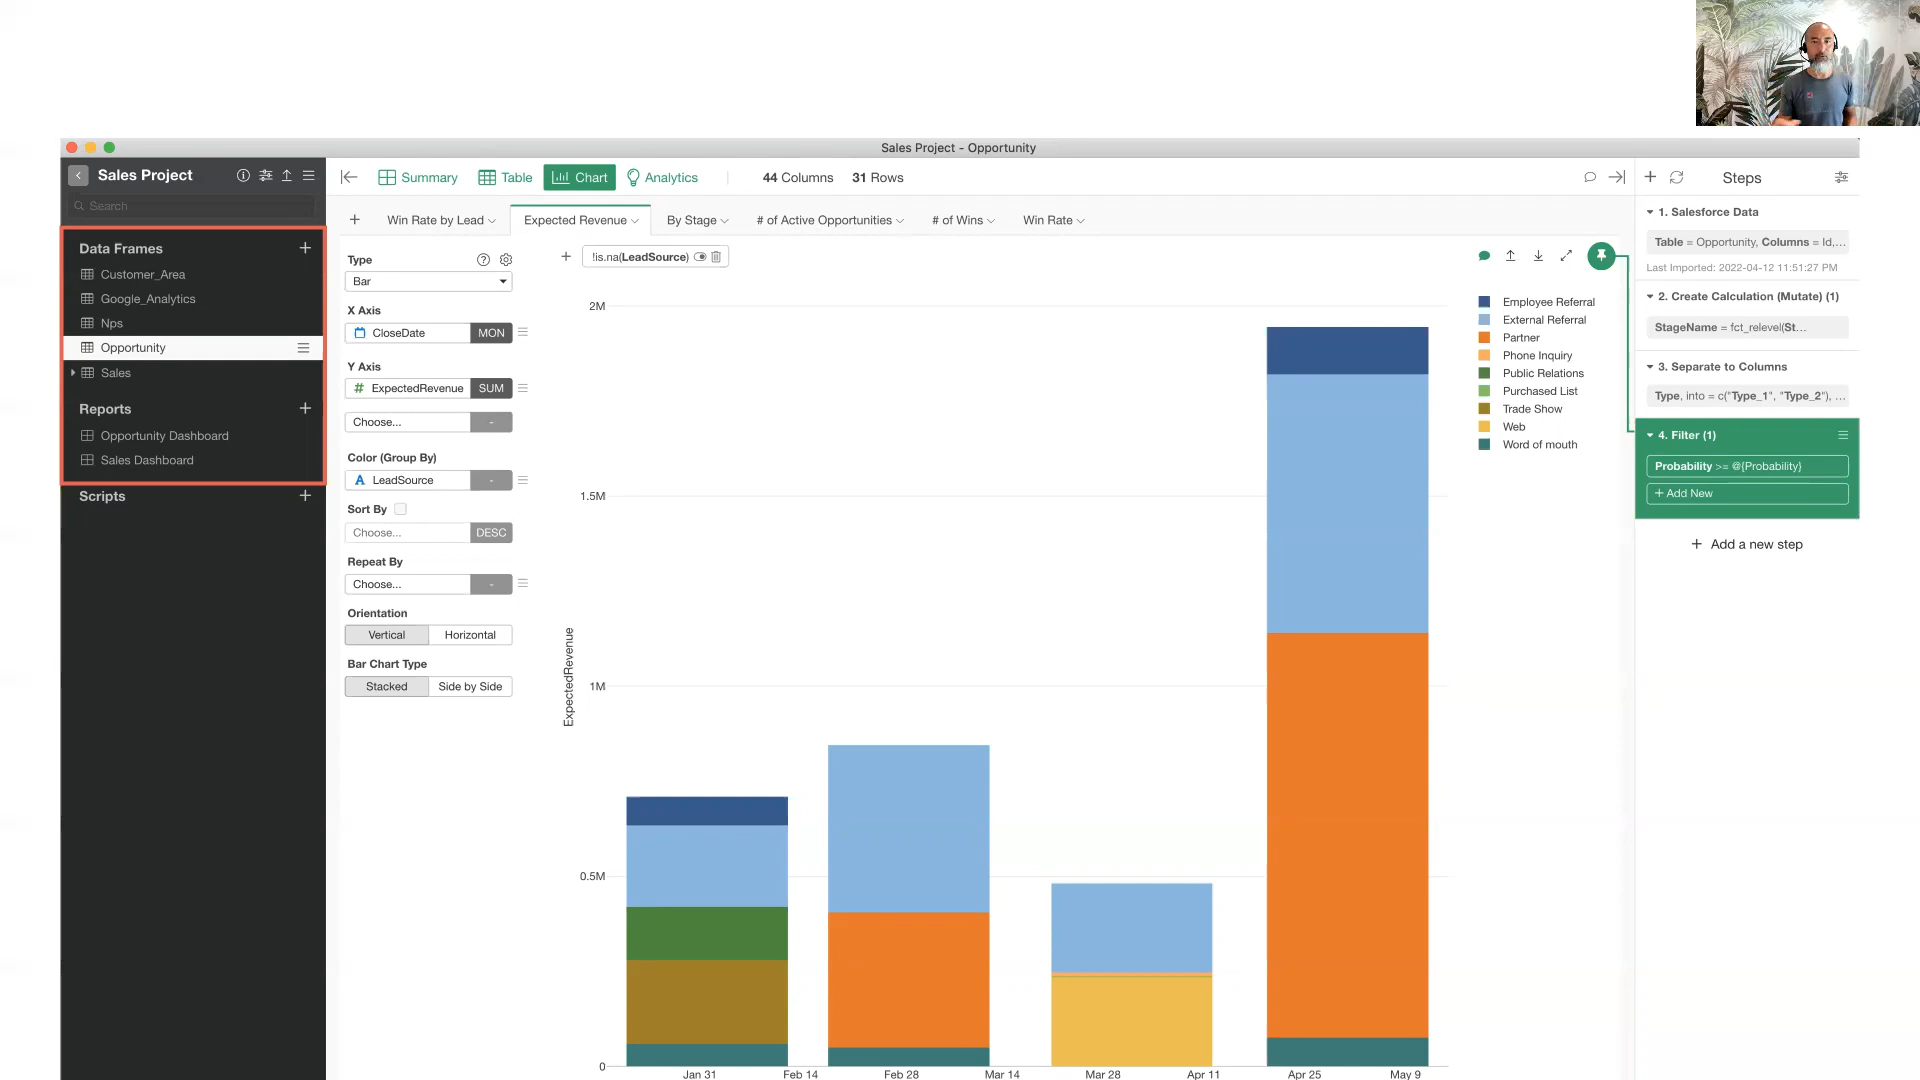 Sales Project - Opportunity
Sales Project
Search
Data Frames
Customer_Area
Google_Analytics
Nps
Opportunity
Sales
Reports
Opportunity Dashboard
Sales Dashboard
Scripts
Summary
Table
Chart
Analytics
44 Columns
31 Rows
Win Rate by Lead
Expected Revenue
By Stage
# of Active Opportunities
# of Wins
Win Rate
Type
Bar
X Axis
CloseDate
MON
Y Axis
# ExpectedRevenue
SUM
Choose...
-
Color (Group By)
A LeadSource
-
Sort By
Choose...
DESC
Repeat By
Choose...
-
Orientation
Vertical
Horizontal
Bar Chart Type
Stacked
Side by Side
!is.na(LeadSource)
2M
1.5M
1M
0.5M
0
ExpectedRevenue
Jan 31
Feb 14
Feb 28
Mar 14
Mar 28
Apr 11
Apr 25
May 9
Employee Referral
External Referral
Partner
Phone Inquiry
Public Relations
Purchased List
Trade Show
Web
Word of mouth
Steps
1. Salesforce Data
Table = Opportunity, Columns = Id,...
Last Imported: 2022-04-12 11:51:27 PM
2. Create Calculation (Mutate) (1)
StageName = fct_relevel(St...
3. Separate to Columns
Type, into = c("Type_1", "Type_2"), ...
4. Filter (1)
Probability >= @{Probability}
+ Add New
+ Add a new step